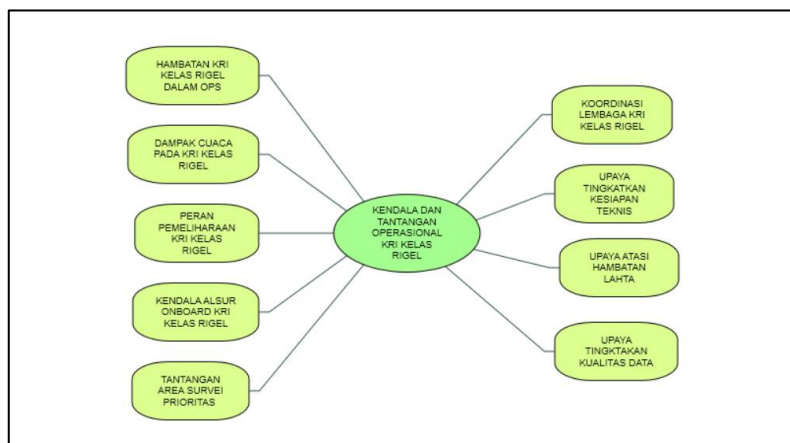 HAMBATAN KRI
KELAS RIGEL
DALAM OPS
DAMPAK CUACA
PADA KRI KELAS
RIGEL
PERAN
PEMELIHARAAN
KRI KELAS
RIGEL
KENDALA ALSUR
ONBOARD KRI
KELAS RIGEL
TANTANGAN
AREA SURVEI
PRIORITAS
KENDALA DAN
TANTANGAN
OPERASIONAL
KRI KELAS
RIGEL
KOORDINASI
LEMBAGA KRI
KELAS RIGEL
UPAYA
TINGKATKAN
KESIAPAN
TEKNIS
UPAYA ATASI
HAMBATAN
LAHTA
UPAYA
TINGKTAKAN
KUALITAS DATA